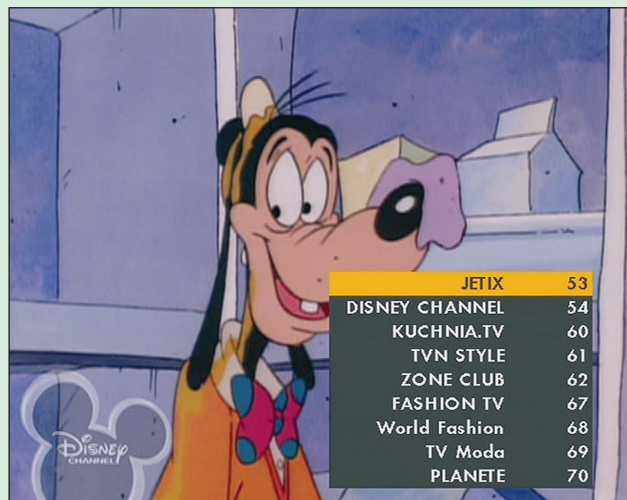 JETIX 53
DISNEY CHANNEL 54
KUCHNIA.TV 60
TVN STYLE 61
ZONE CLUB 62
FASHION TV 67
World Fashion 68
TV Moda 69
PLANETE 70
Disney
CHANNEL